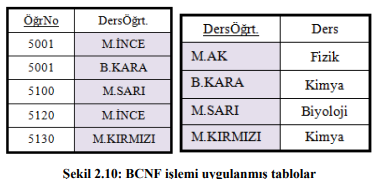 ÖğrNo DersÖğrt.
5001 M.İNCE
5001 B.KARA
5100 M.SARI
5120 M.İNCE
5130 M.KIRMIZI
DersÖğrt. Ders
M.AK Fizik
B.KARA Kimya
M.SARI Biyoloji
M.KIRMIZI Kimya
Şekil 2.10: BCNF işlemi uygulanmış tablolar